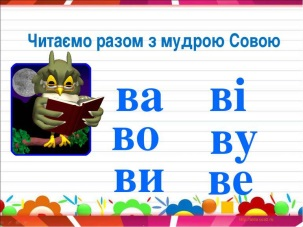 Читаємо разом з мудрою Совою
ва ві
во ву
ви ве